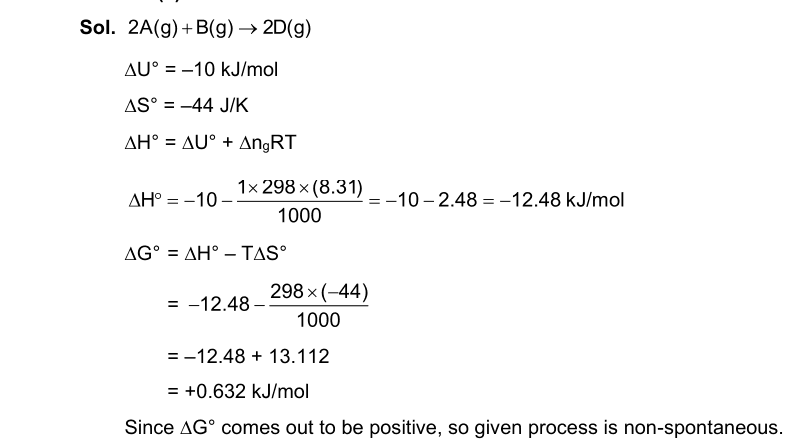 Sol. 2A(g) + B(g) → 2D(g)
ΔU° = –10 kJ/mol
ΔS° = –44 J/K
ΔH° = ΔU° + ΔngRT
ΔH° = –10 – 1 × 298 × (8.31) / 1000 = –10 – 2.48 = –12.48 kJ/mol
ΔG° = ΔH° – TΔS°
= –12.48 – 298 × (–44) / 1000
= –12.48 + 13.112
= +0.632 kJ/mol
Since ΔG° comes out to be positive, so given process is non-spontaneous.